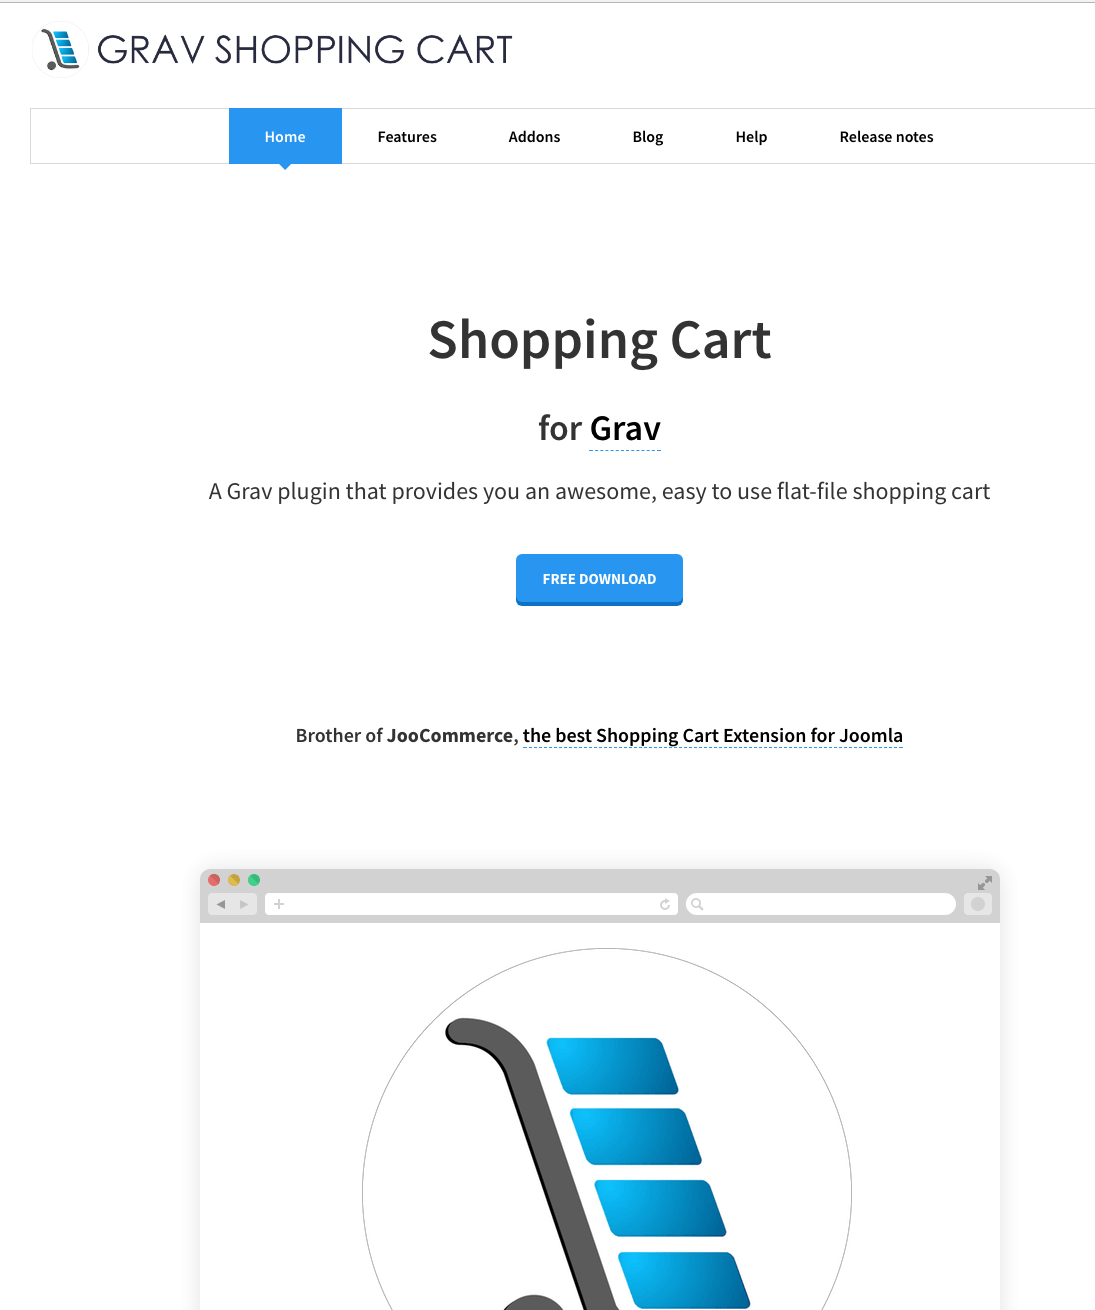 GRAV SHOPPING CART
Home Features Addons Blog Help Release notes
Shopping Cart
for Grav
A Grav plugin that provides you an awesome, easy to use flat-file shopping cart
FREE DOWNLOAD
Brother of JooCommerce, the best Shopping Cart Extension for Joomla